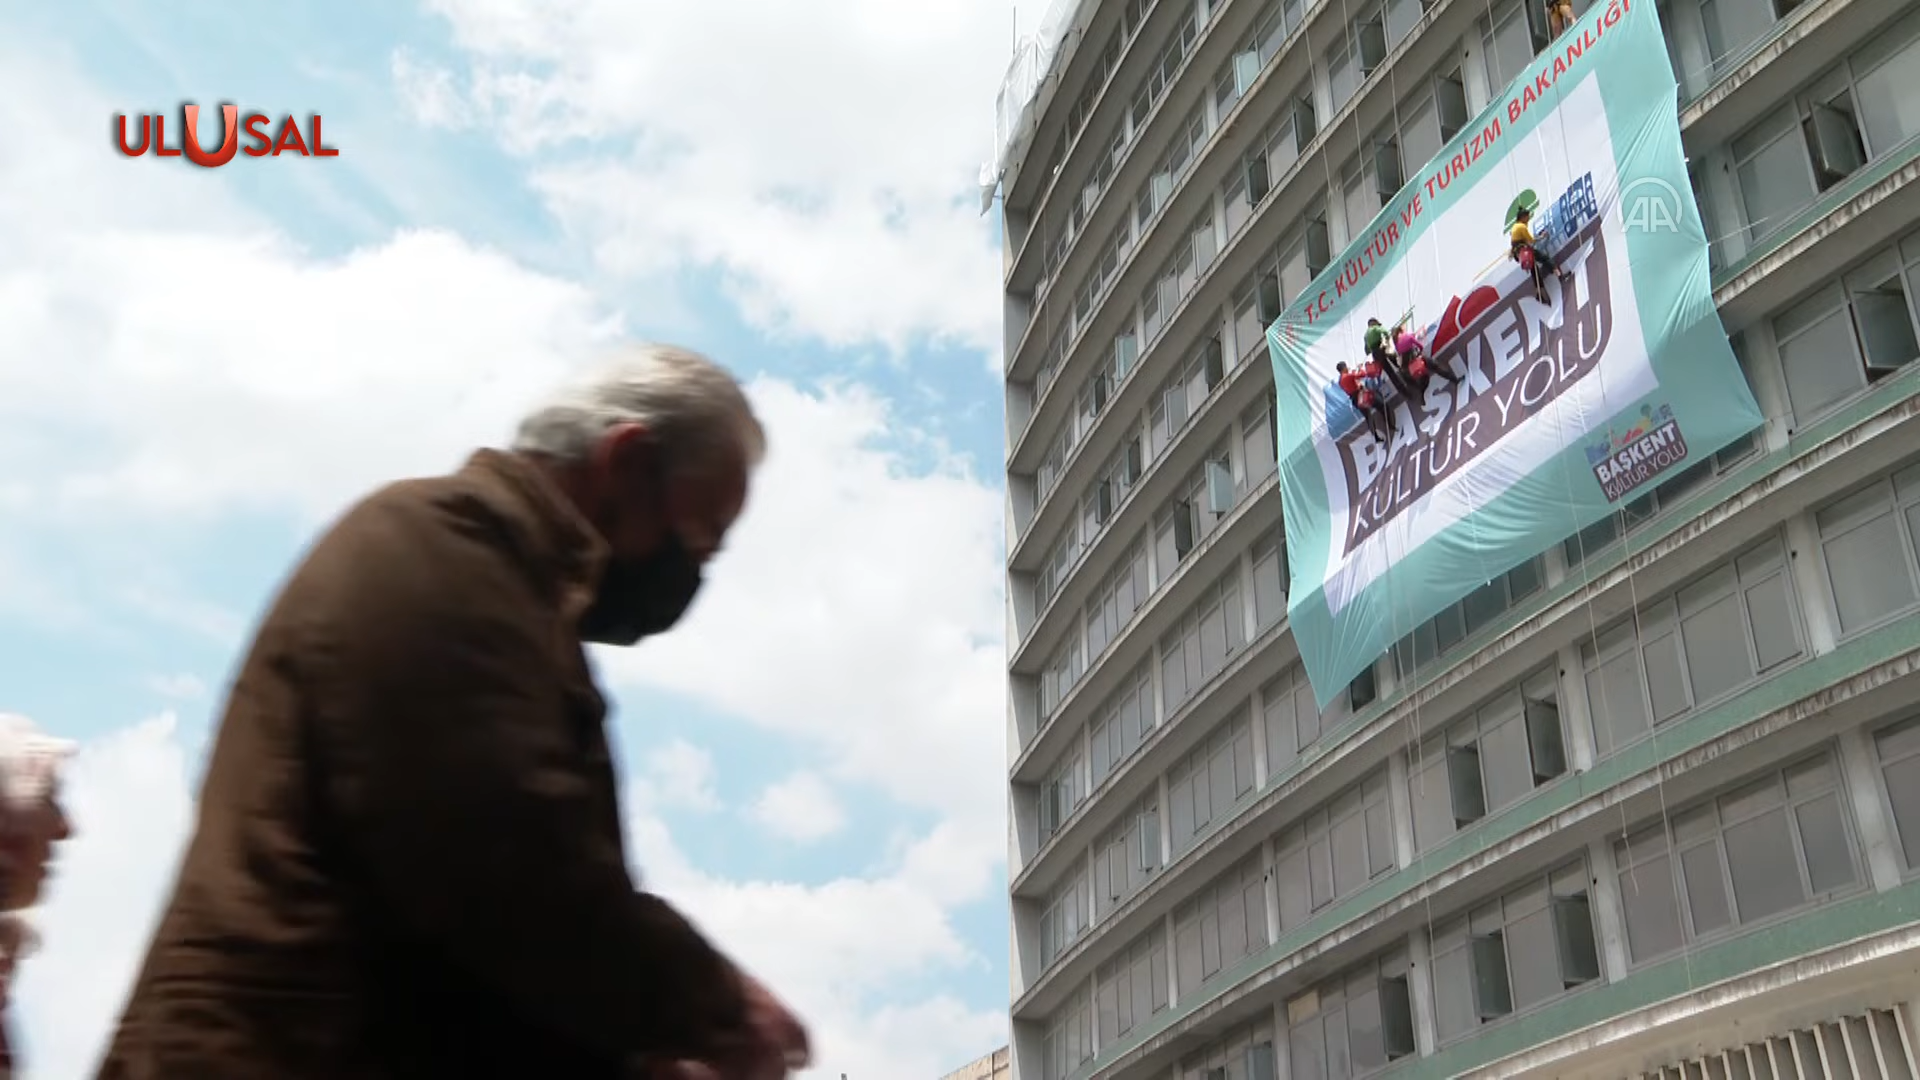 ULUSAL
T.C. KÜLTÜR VE TURİZM BAKANLIĞI
AA
BAŞKENT
KÜLTÜR YOLU
BAŞKENT
KÜLTÜR YOLU